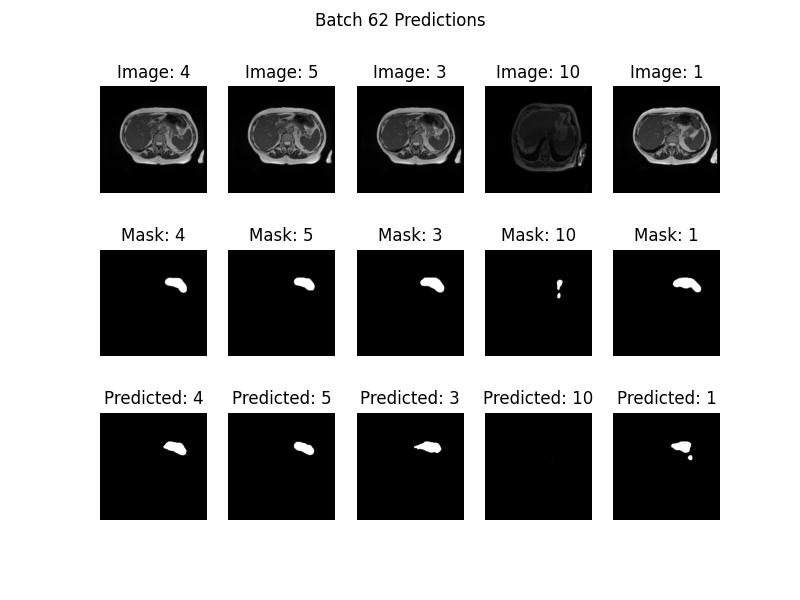 Batch 62 Predictions
Image: 4
Image: 5
Image: 3
Image: 10
Image: 1
Mask: 4
Mask: 5
Mask: 3
Mask: 10
Mask: 1
Predicted: 4
Predicted: 5
Predicted: 3
Predicted: 10
Predicted: 1